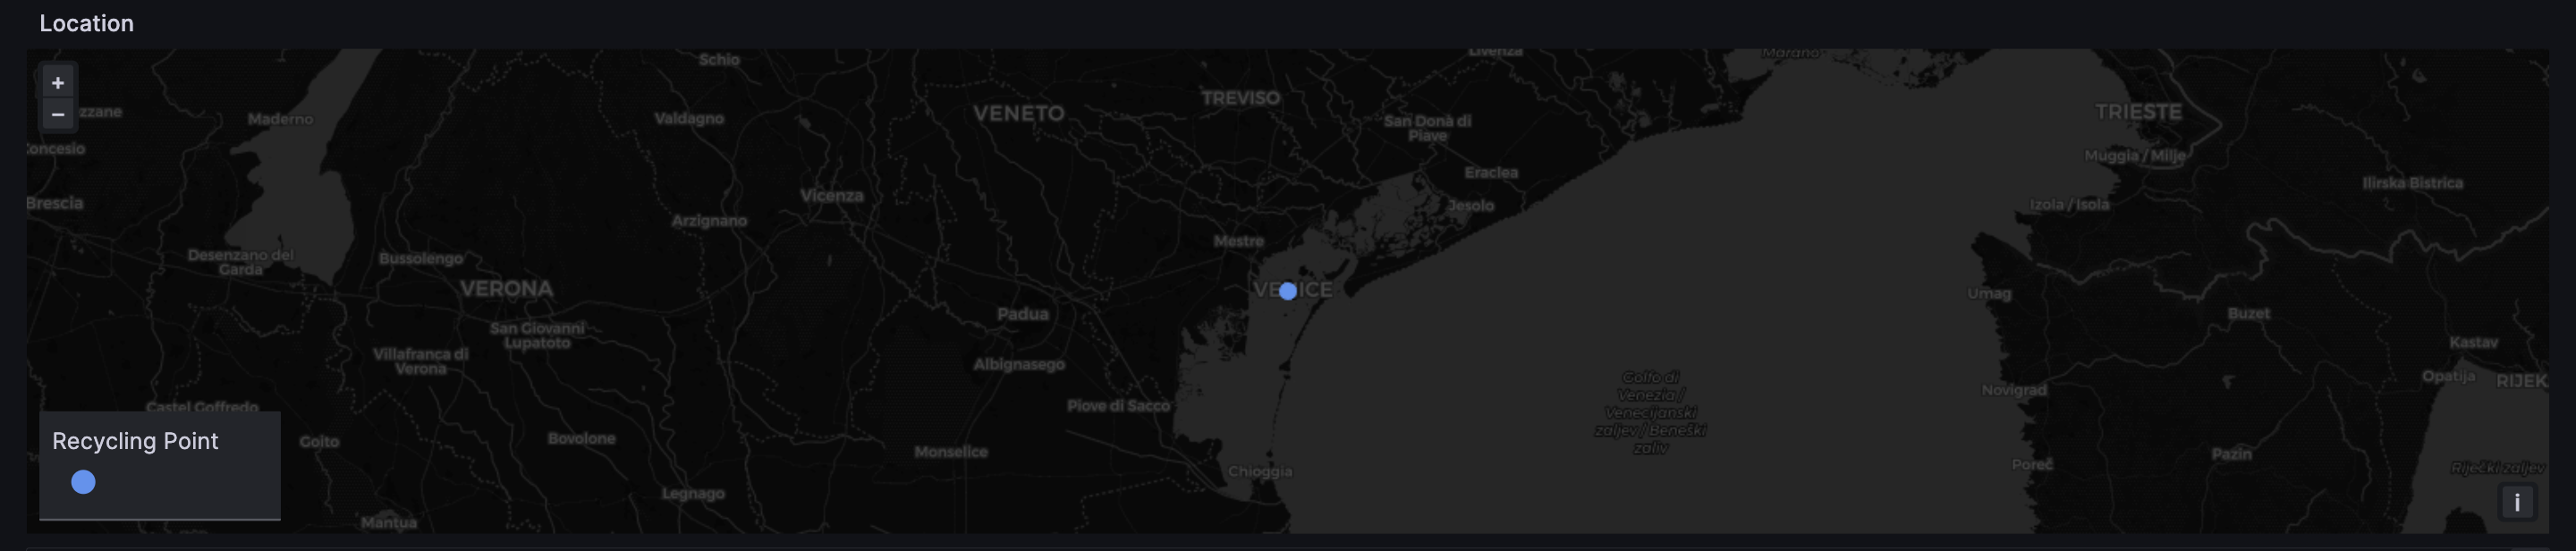 Location
Livenza
Marano
Schio
+
zzane
Maderno
Valdagno
VENETO
TREVISO
San Donà di
Piave
TRIESTE
−
oncesio
Muggia / Milje
Eraclea
Ilirska Bistrica
Brescia
Vicenza
Arzignano
Jesolo
Izola / Isola
Desenzano del
Garda
Bussolengo
Mestre
VERONA
VE ICE
Umag
San Giovanni
Lupatoto
Padua
Buzet
Villafranca di
Verona
Albignasego
Kastav
Golfo di
Venezia /
Venecijanski
zaljev / Beneški
zaliv
Opatija
RIJEK
Novigrad
Castel Goffredo
Piove di Sacco
Recycling Point
Goito
Bovolone
Monselice
Pazin
Chioggia
Poreč
Riječki zaljev
Legnago
Mantua
i